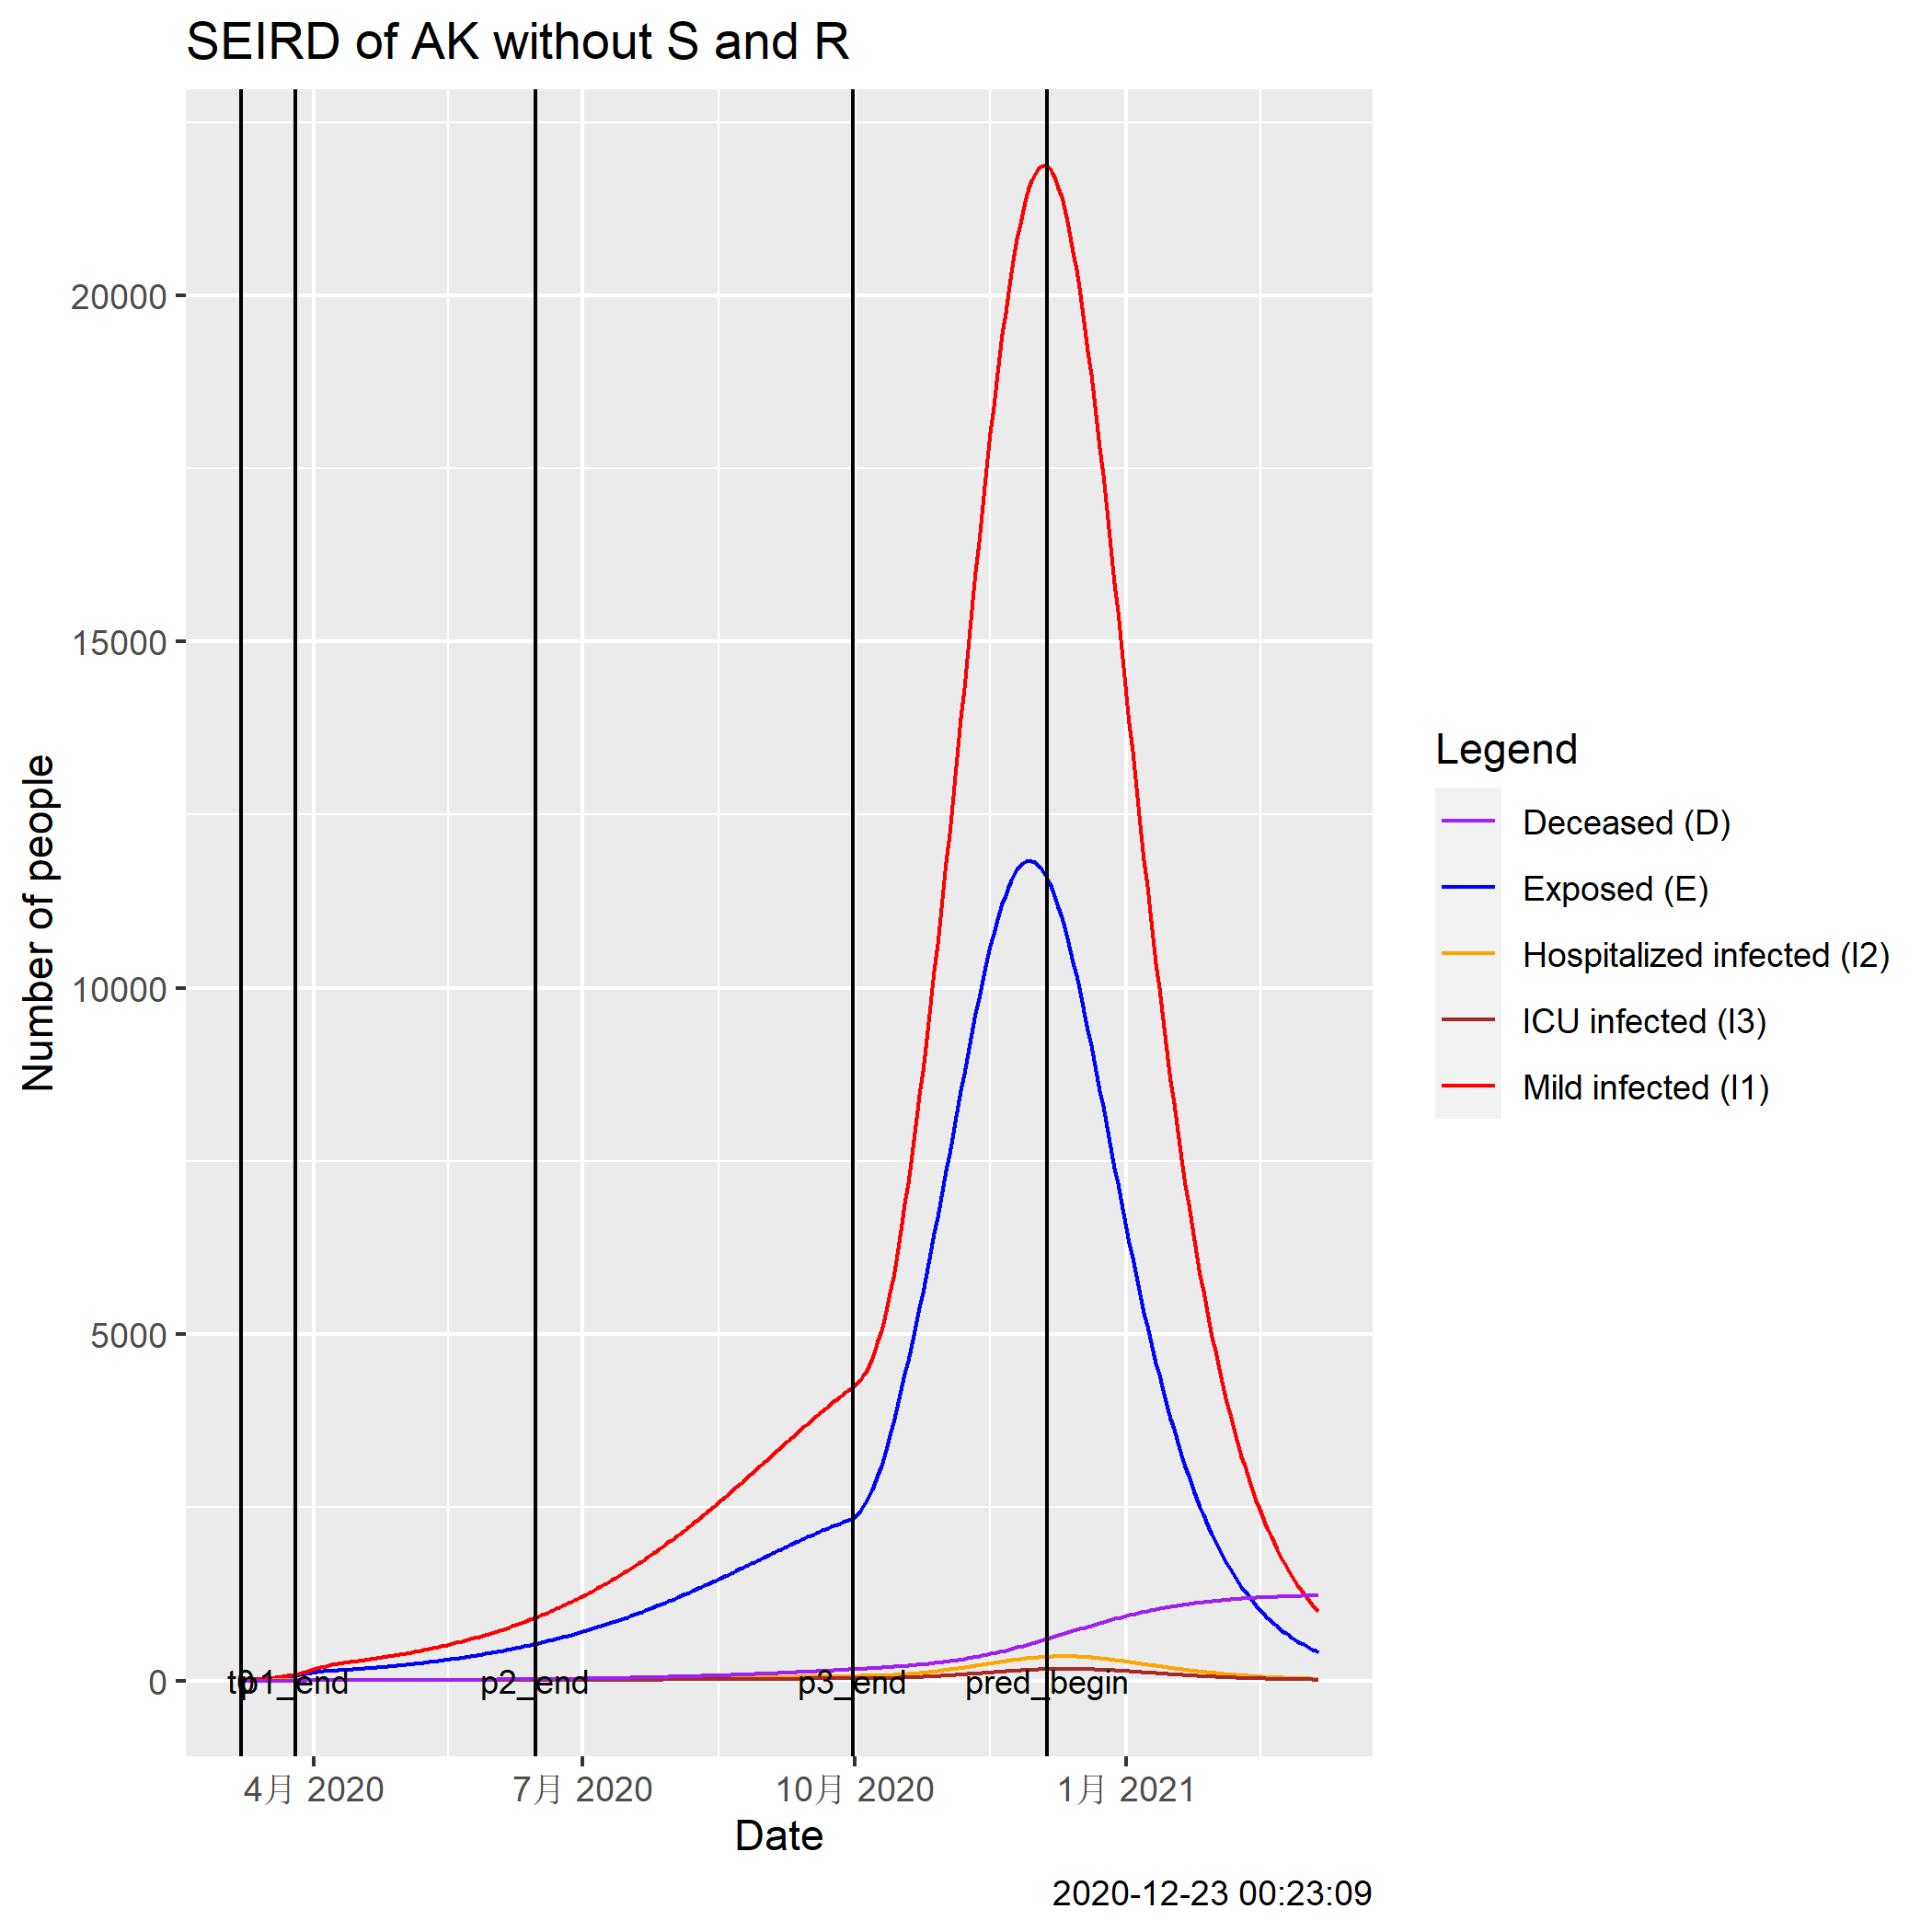 SEIRD of AK without S and R
Number of people
20000
15000
10000
5000
0
t0
p1_end
p2_end
p3_end
pred_begin
4月 2020
7月 2020
10月 2020
1月 2021
Date
Legend
Deceased (D)
Exposed (E)
Hospitalized infected (I2)
ICU infected (I3)
Mild infected (I1)
2020-12-23 00:23:09